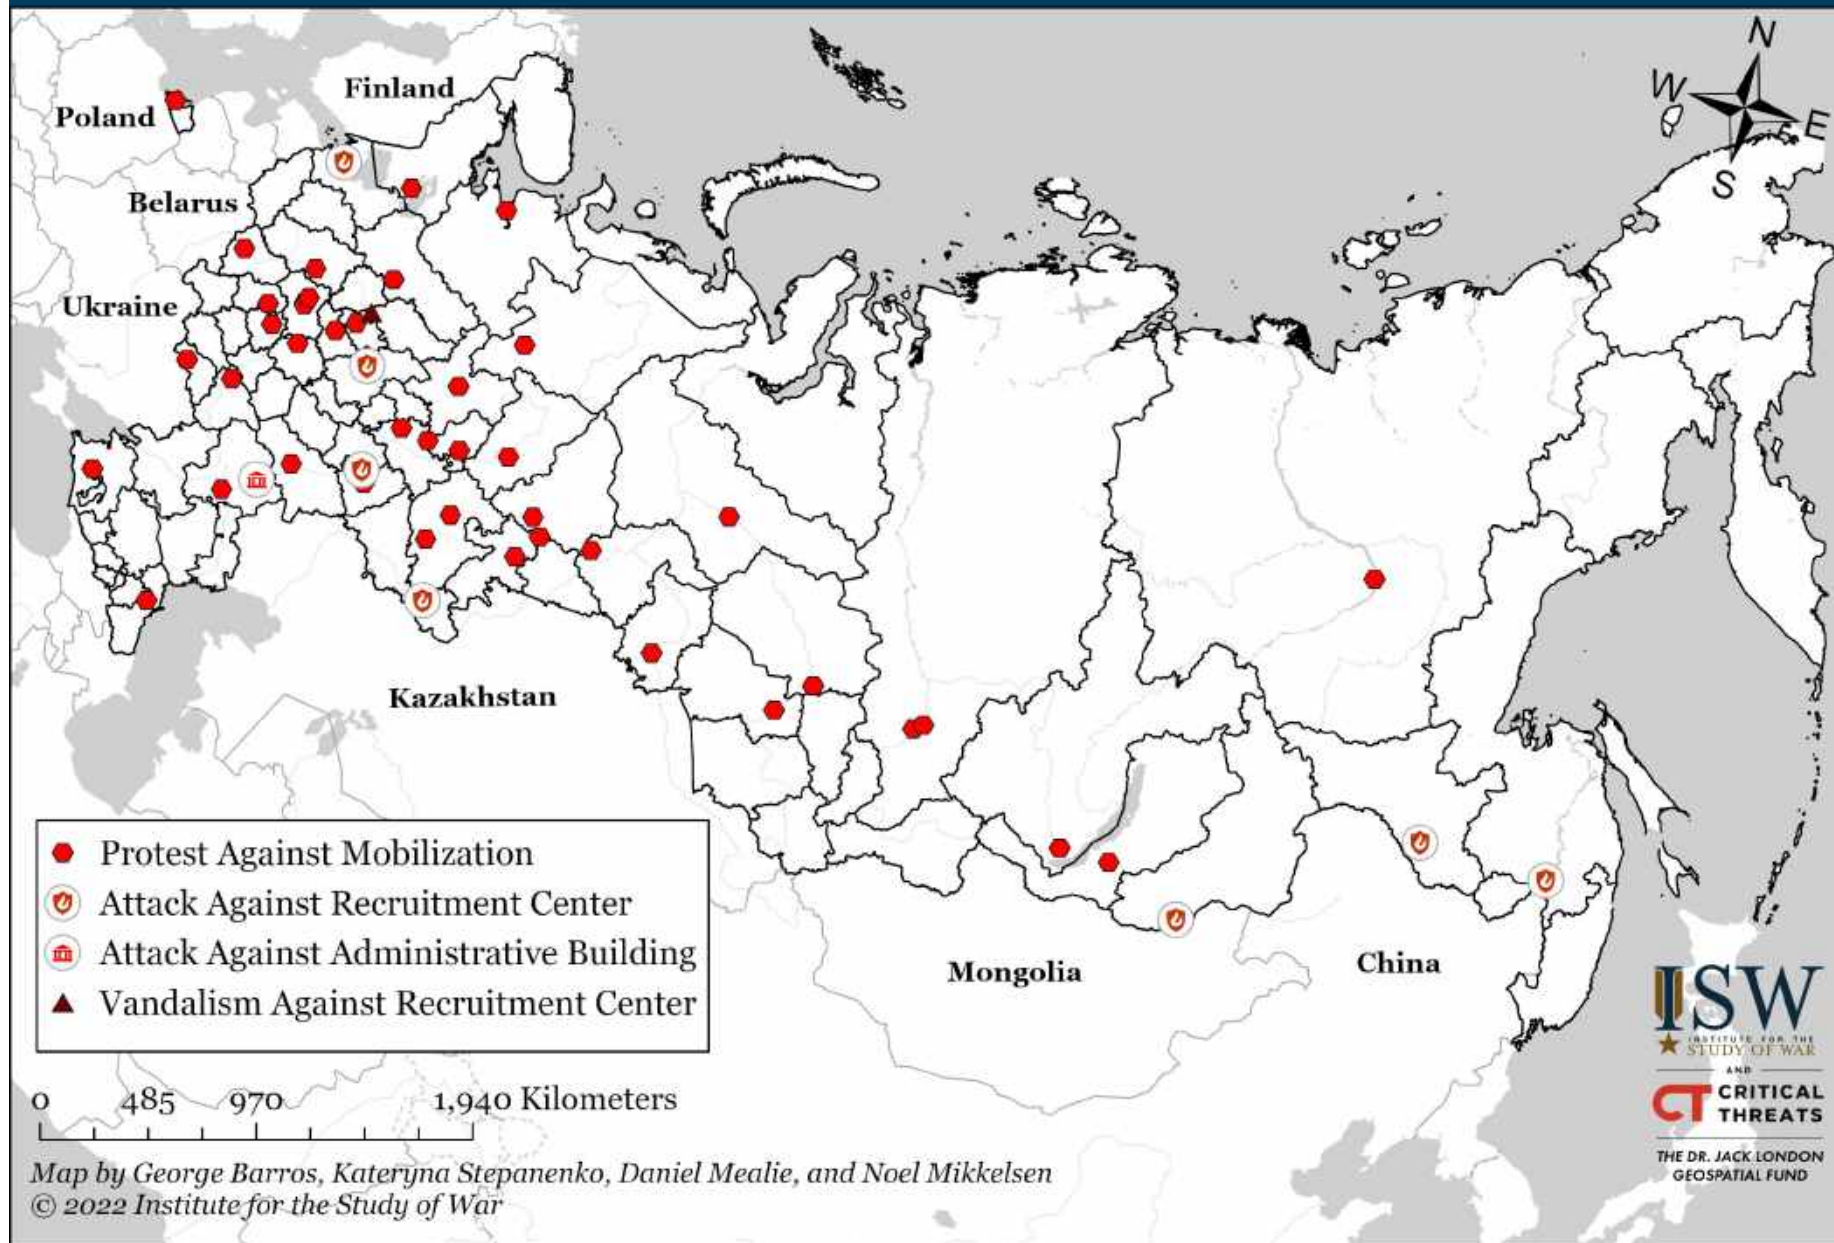 N
W
E
S
Finland
Poland
Belarus
Ukraine
Kazakhstan
Mongolia
China
Protest Against Mobilization
Attack Against Recruitment Center
Attack Against Administrative Building
Vandalism Against Recruitment Center
0 485 970 1,940 Kilometers
Map by George Barros, Kateryna Stepanenko, Daniel Mealie, and Noel Mikkelsen
© 2022 Institute for the Study of War
ISW
INSTITUTE FOR THE
STUDY OF WAR
AND
CT CRITICAL
THREATS
THE DR. JACK LONDON
GEOSPATIAL FUND